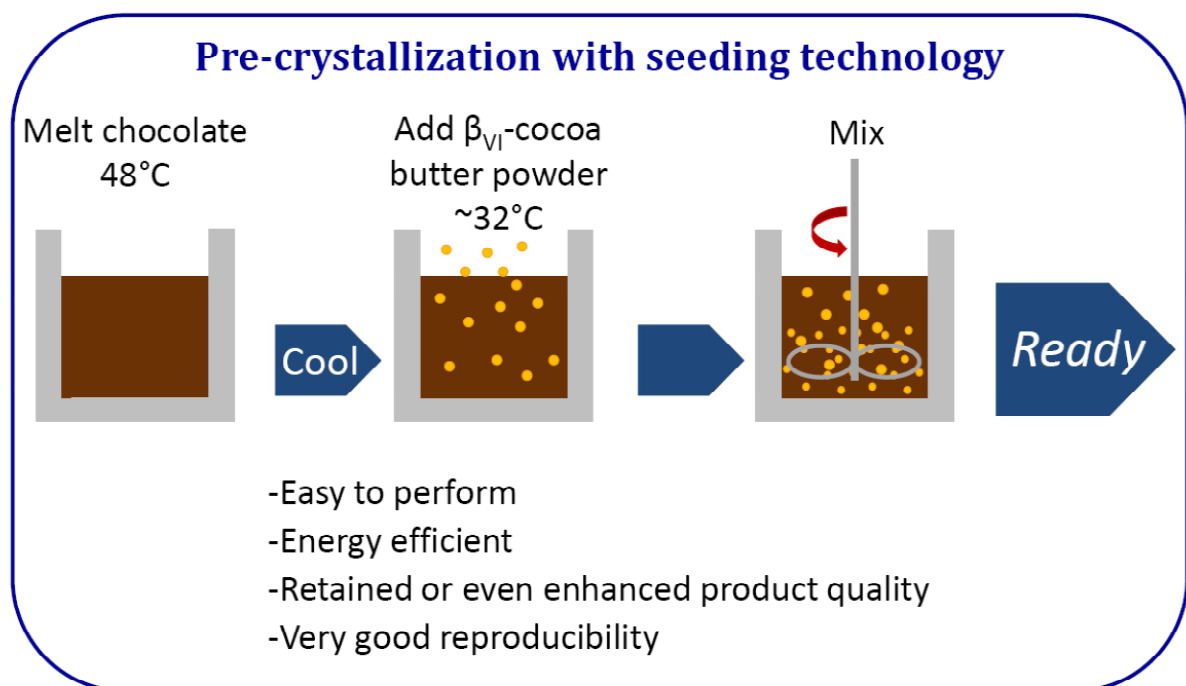 Pre-crystallization with seeding technology
Melt chocolate
48°C
Cool
Add βVI-cocoa
butter powder
~32°C
Mix
Ready
-Easy to perform
-Energy efficient
-Retained or even enhanced product quality
-Very good reproducibility